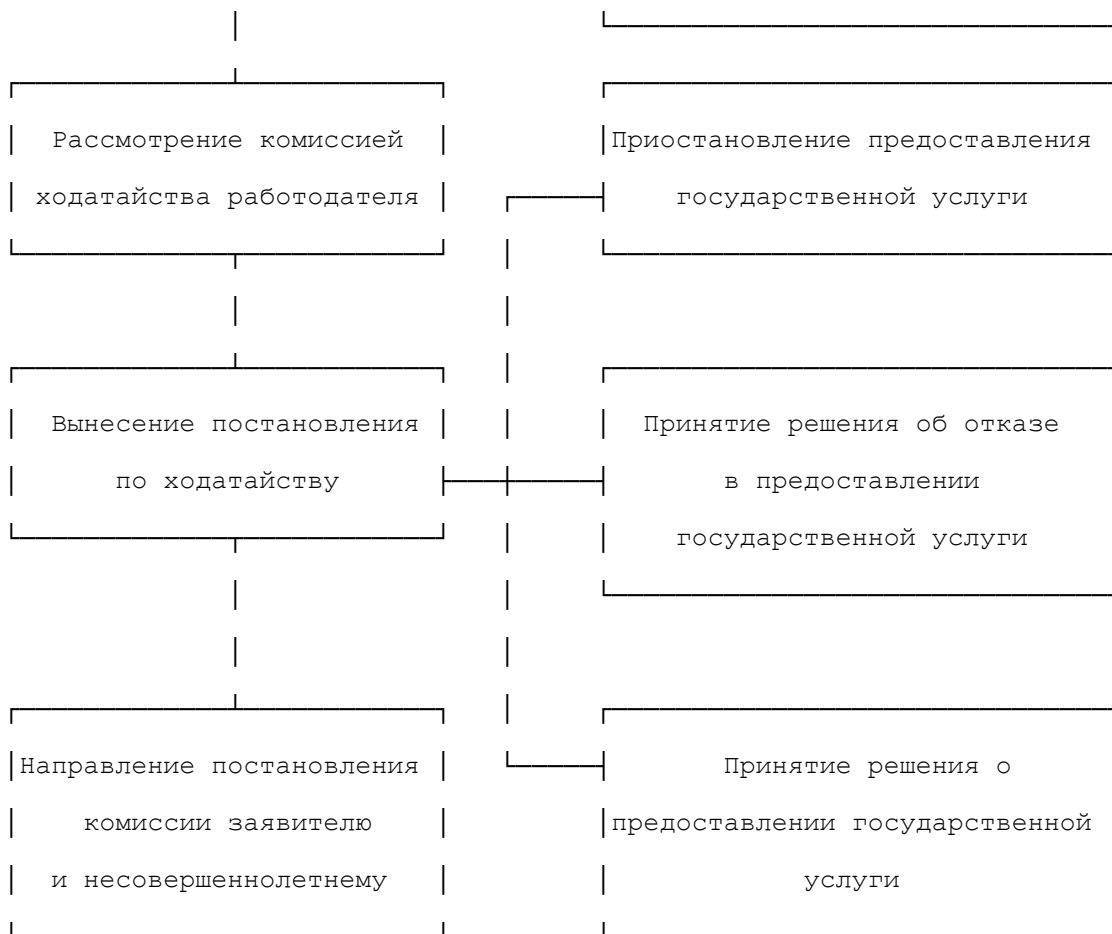 Рассмотрение комиссией
ходатайства работодателя
Приостановление предоставления
государственной услуги
Вынесение постановления
по ходатайству
Принятие решения об отказе
в предоставлении
государственной услуги
Направление постановления
комиссии заявителю
и несовершеннолетнему
Принятие решения о
предоставлении государственной
услуги